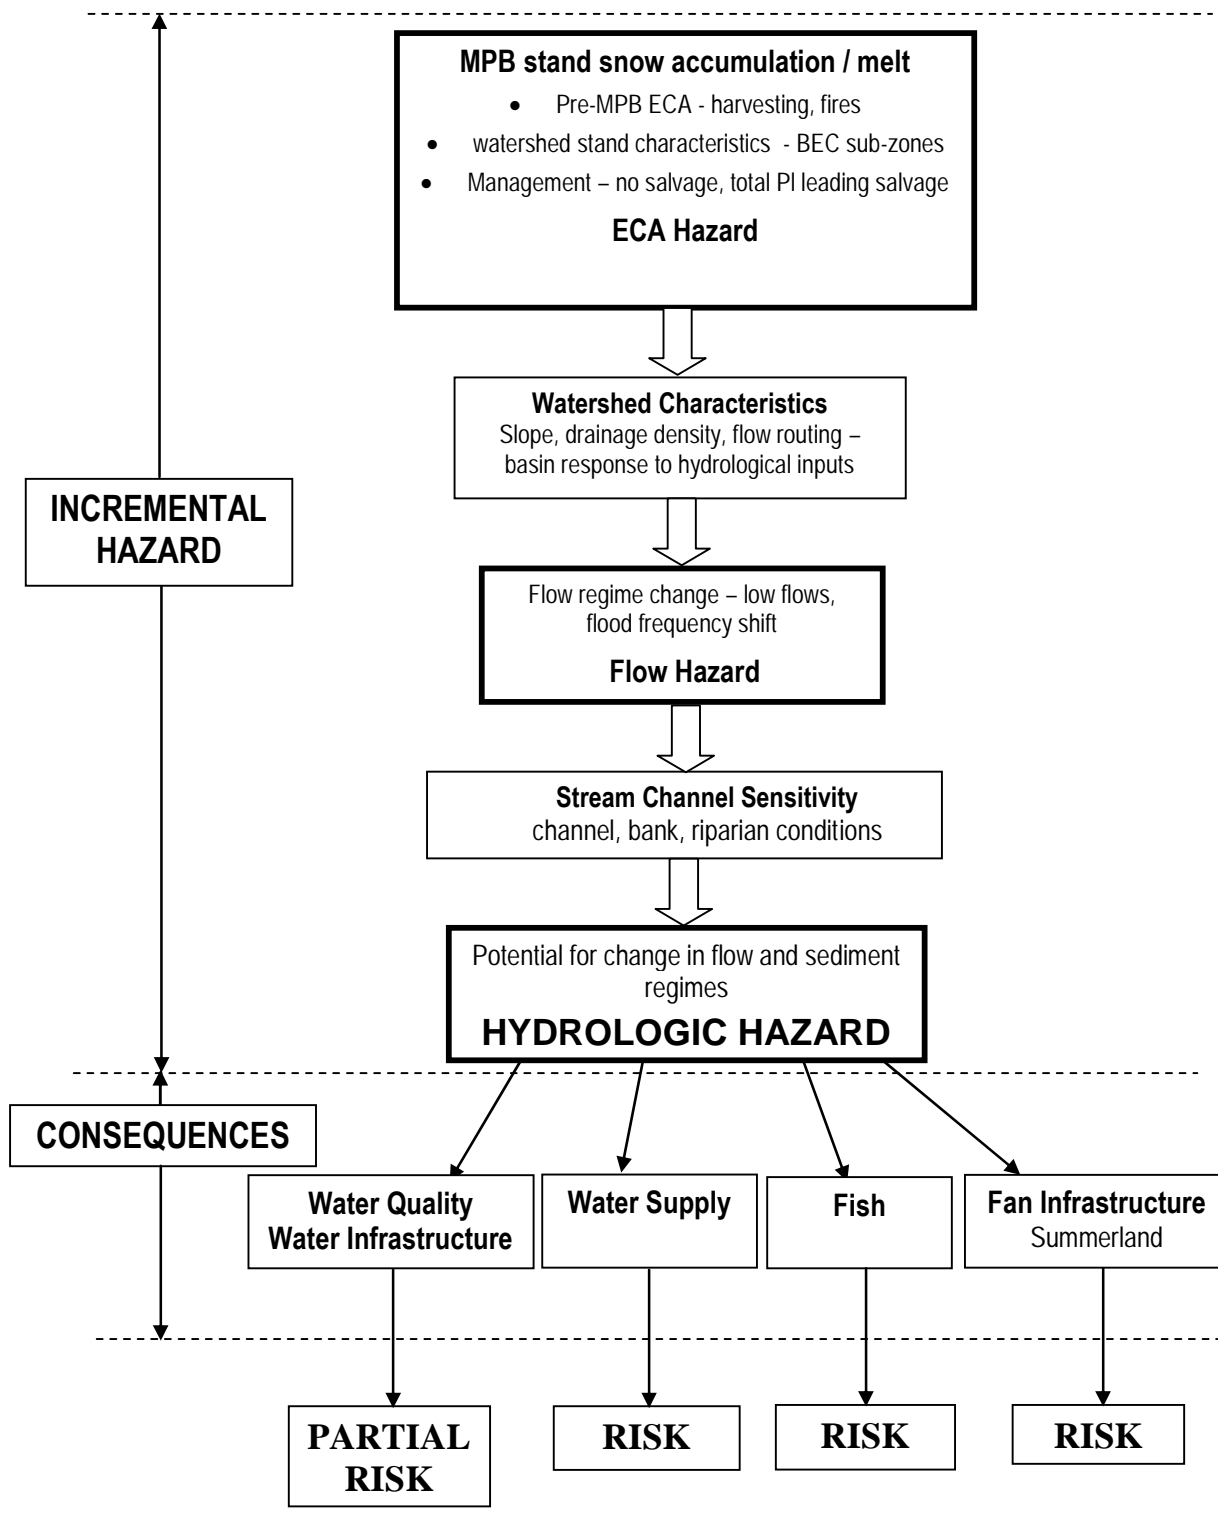 MPB stand snow accumulation / melt
• Pre-MPB ECA - harvesting, fires
• watershed stand characteristics - BEC sub-zones
• Management – no salvage, total Pl leading salvage
ECA Hazard
Watershed Characteristics
Slope, drainage density, flow routing –
basin response to hydrological inputs
INCREMENTAL
HAZARD
Flow regime change – low flows,
flood frequency shift
Flow Hazard
Stream Channel Sensitivity
channel, bank, riparian conditions
Potential for change in flow and sediment
regimes
HYDROLOGIC HAZARD
CONSEQUENCES
Water Quality
Water Infrastructure
Water Supply
Fish
Fan Infrastructure
Summerland
PARTIAL
RISK
RISK
RISK
RISK